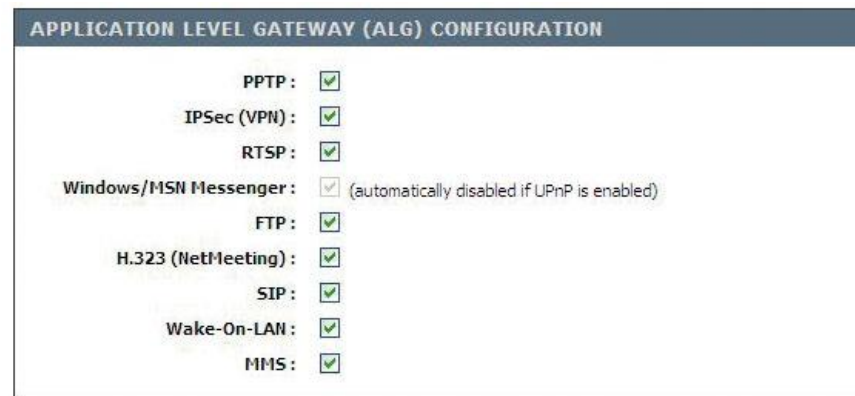 APPLICATION LEVEL GATEWAY (ALG) CONFIGURATION
PPTP :
IPSec (VPN) :
RTSP :
Windows/MSN Messenger : (automatically disabled if UPnP is enabled)
FTP :
H.323 (NetMeeting) :
SIP :
Wake-On-LAN :
MMS :